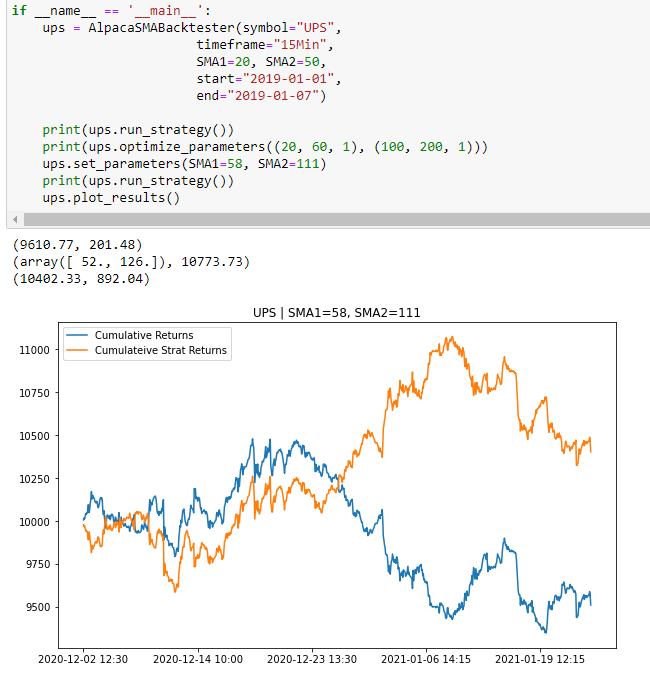 if __name__ == '__main__':
    ups = AlpacaSMABacktester(symbol="UPS",
                        timeframe="15Min",
                        SMA1=20, SMA2=50,
                        start="2019-01-01",
                        end="2019-01-07")
    print(ups.run_strategy())
    print(ups.optimize_parameters((20, 60, 1), (100, 200, 1)))
    ups.set_parameters(SMA1=58, SMA2=111)
    print(ups.run_strategy())
    ups.plot_results()
(9610.77, 201.48)
(array([ 52., 126.]), 10773.73)
(10402.33, 892.04)
UPS | SMA1=58, SMA2=111
Cumulative Returns
Cumulateive Strat Returns
11000
10750
10500
10250
10000
9750
9500
2020-12-02 12:30 2020-12-14 10:00 2020-12-23 13:30 2021-01-06 14:15 2021-01-19 12:15